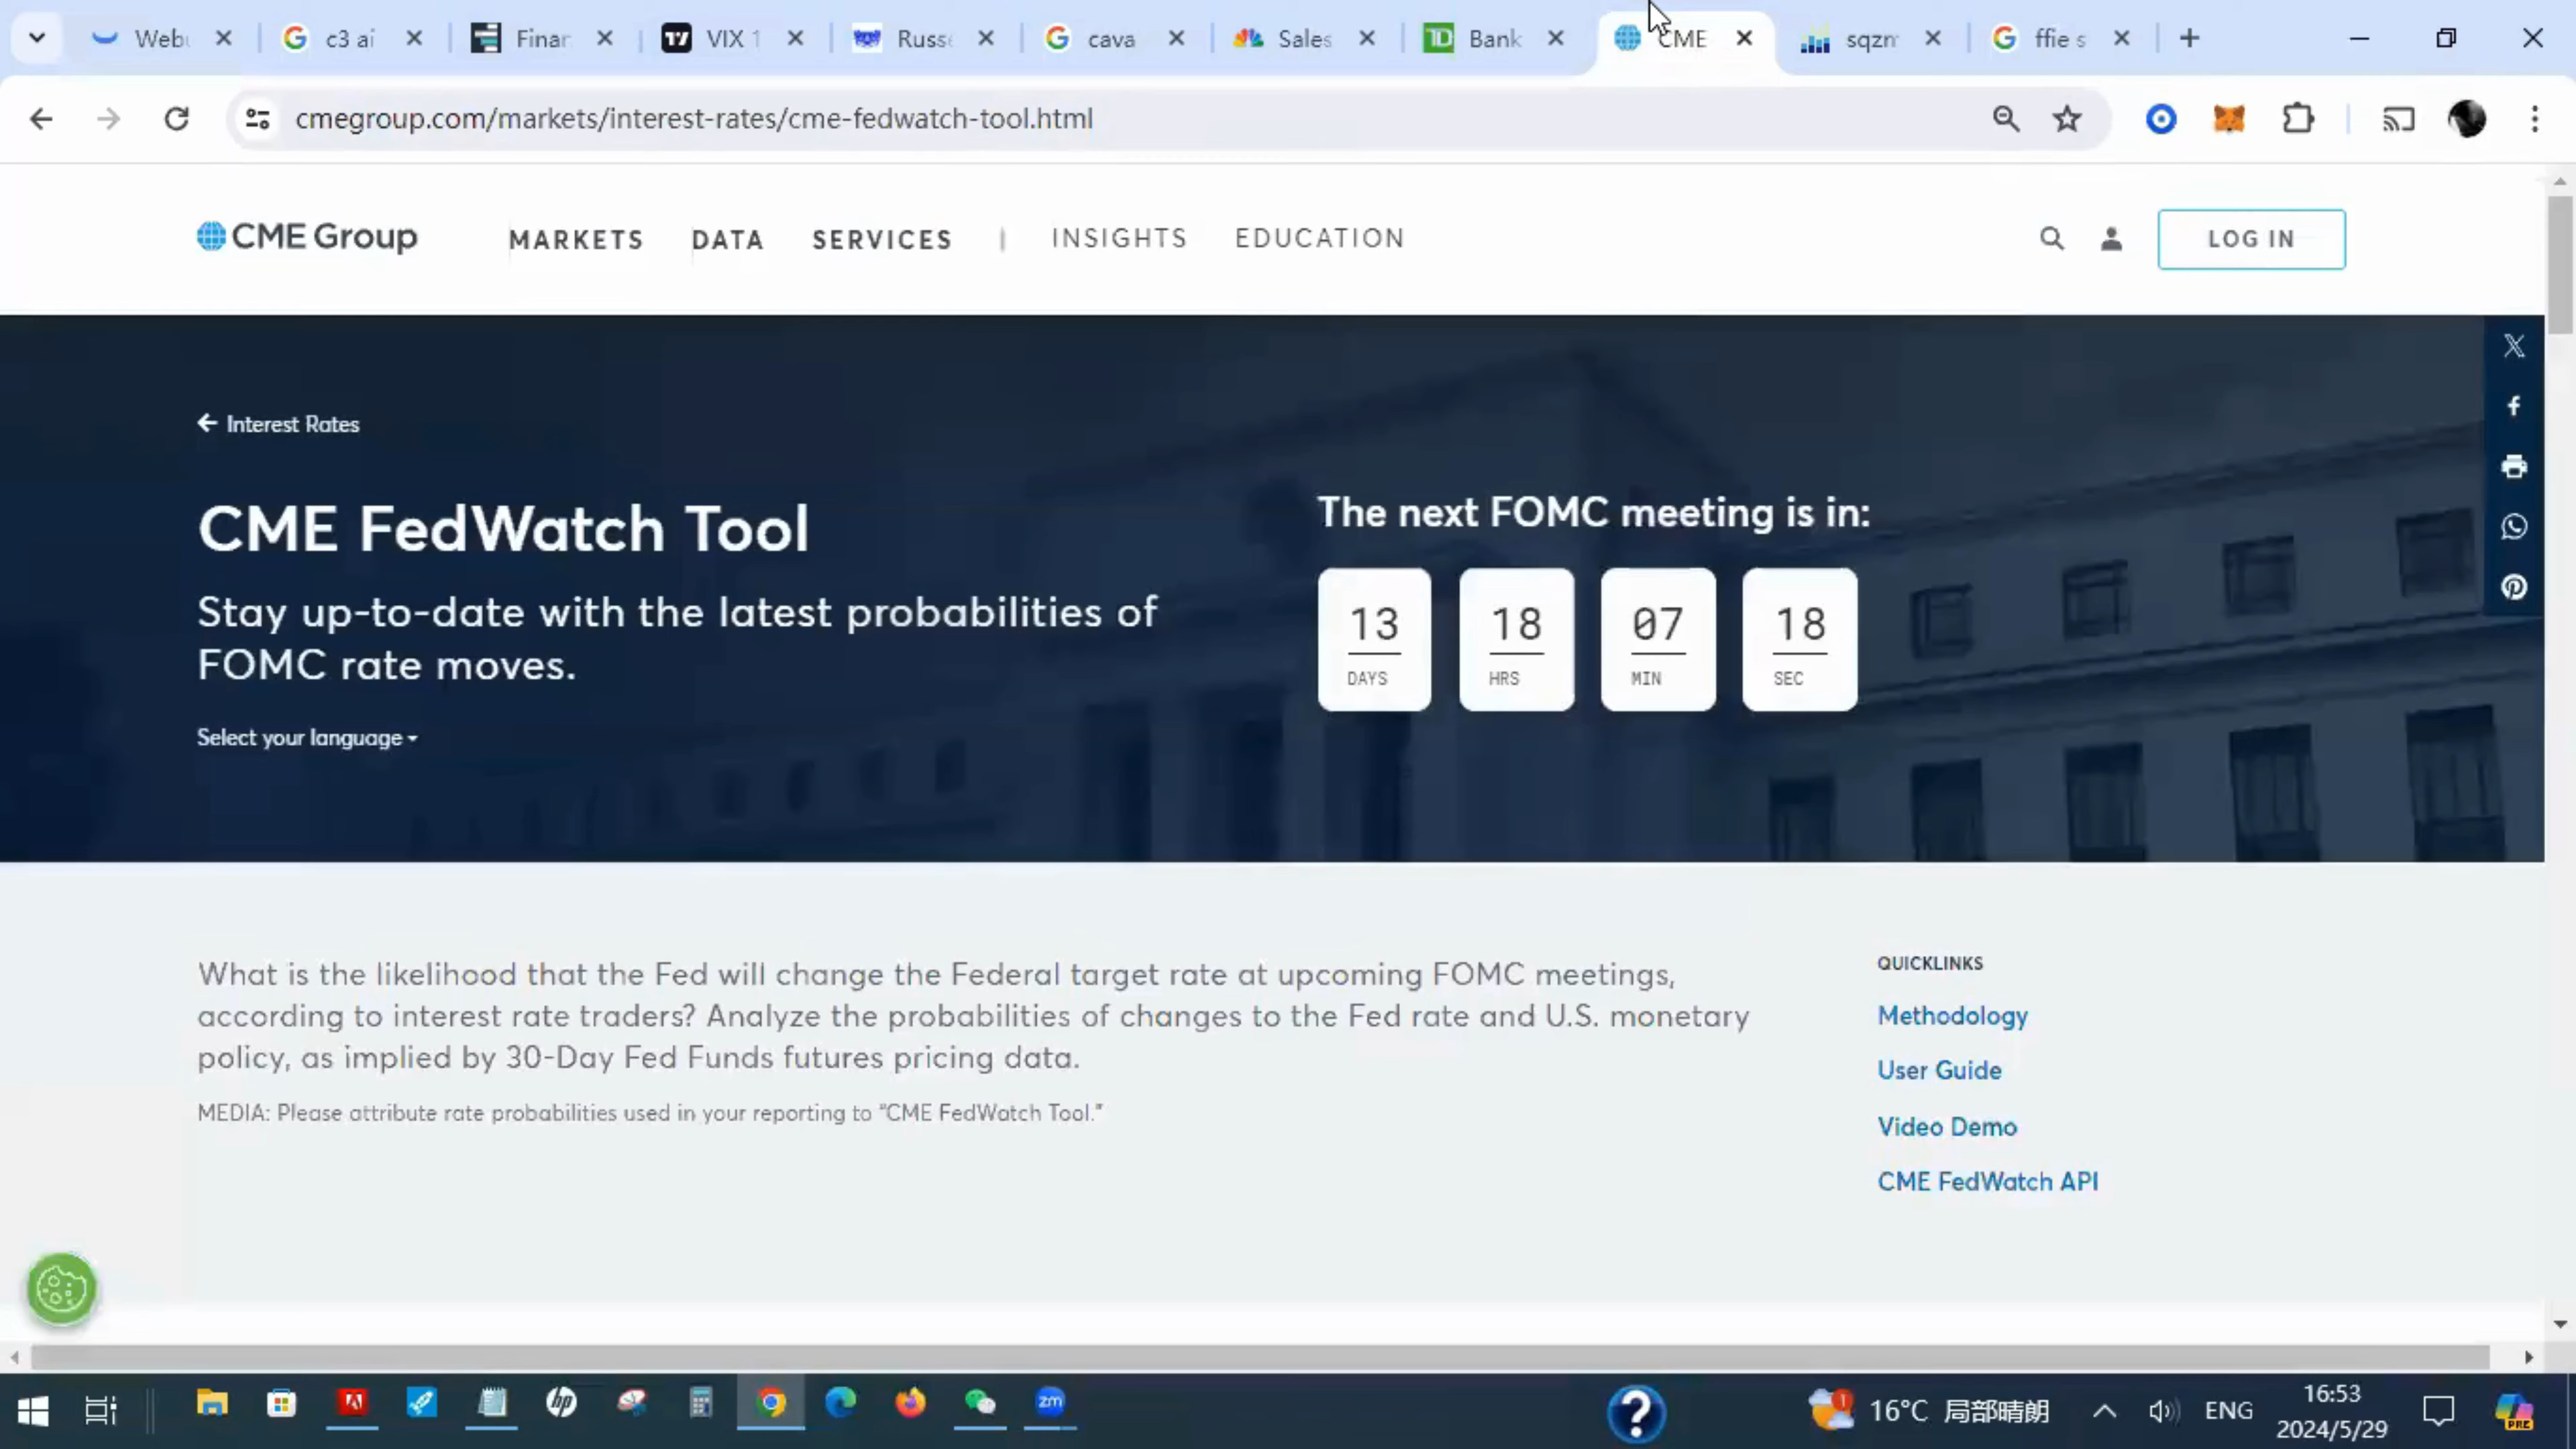 Web
c3 ai
Finar
VIX 1
Russ
cava
Sales
Bank
CME
sqzn
ffie s
cmegroup.com/markets/interest-rates/cme-fedwatch-tool.html
CME Group
MARKETS
DATA
SERVICES
INSIGHTS
EDUCATION
LOG IN
Interest Rates
CME FedWatch Tool
Stay up-to-date with the latest probabilities of
FOMC rate moves.
Select your language
The next FOMC meeting is in:
13 18 07 18
DAYS HRS MIN SEC
What is the likelihood that the Fed will change the Federal target rate at upcoming FOMC meetings,
according to interest rate traders? Analyze the probabilities of changes to the Fed rate and U.S. monetary
policy, as implied by 30-Day Fed Funds futures pricing data.
MEDIA: Please attribute rate probabilities used in your reporting to "CME FedWatch Tool."
QUICKLINKS
Methodology
User Guide
Video Demo
CME FedWatch API
16°C 局部晴朗
ENG
16:53
2024/5/29